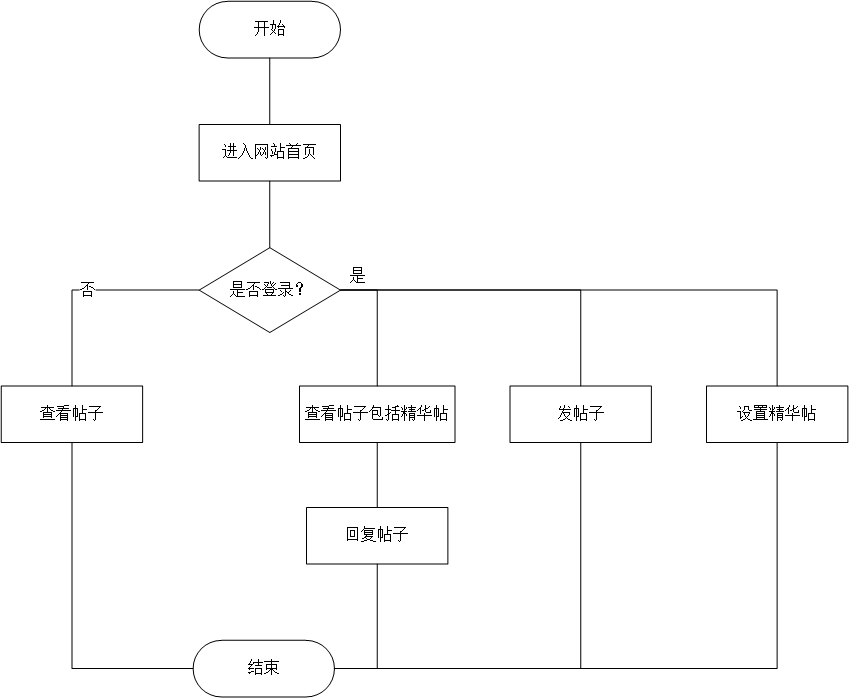 开始
进入网站首页
是否登录？
否
是
查看帖子
查看帖子包括精华帖
发帖子
设置精华帖
回复帖子
结束